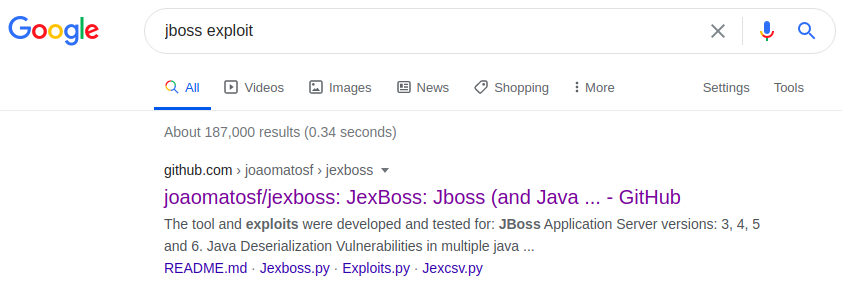 Google
jboss exploit
All Videos Images News Shopping More Settings Tools
About 187,000 results (0.34 seconds)
github.com › joaomatosf › jexboss
joaomatosf/jexboss: JexBoss: Jboss (and Java ... - GitHub
The tool and exploits were developed and tested for: JBoss Application Server versions: 3, 4, 5
and 6. Java Deserialization Vulnerabilities in multiple java ...
README.md · Jexboss.py · Exploits.py · Jexcsv.py